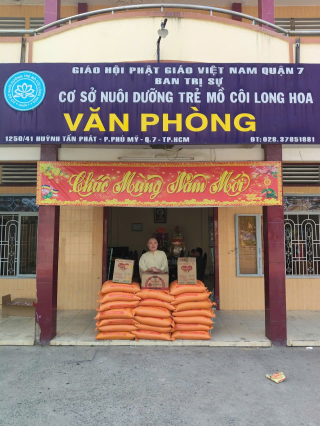 GIÁO HỘI PHẬT GIÁO VIỆT NAM QUẬN 7
BAN TRỊ SỰ
CƠ SỞ NUÔI DƯỠNG TRẺ MỒ CÔI LONG HOA
VĂN PHÒNG
1250/41 HUỲNH TẤN PHÁT - P.PHÚ MỸ - Q.7 - TP.HCM
ĐT: 028.37851881
Chúc Mừng Năm Mới